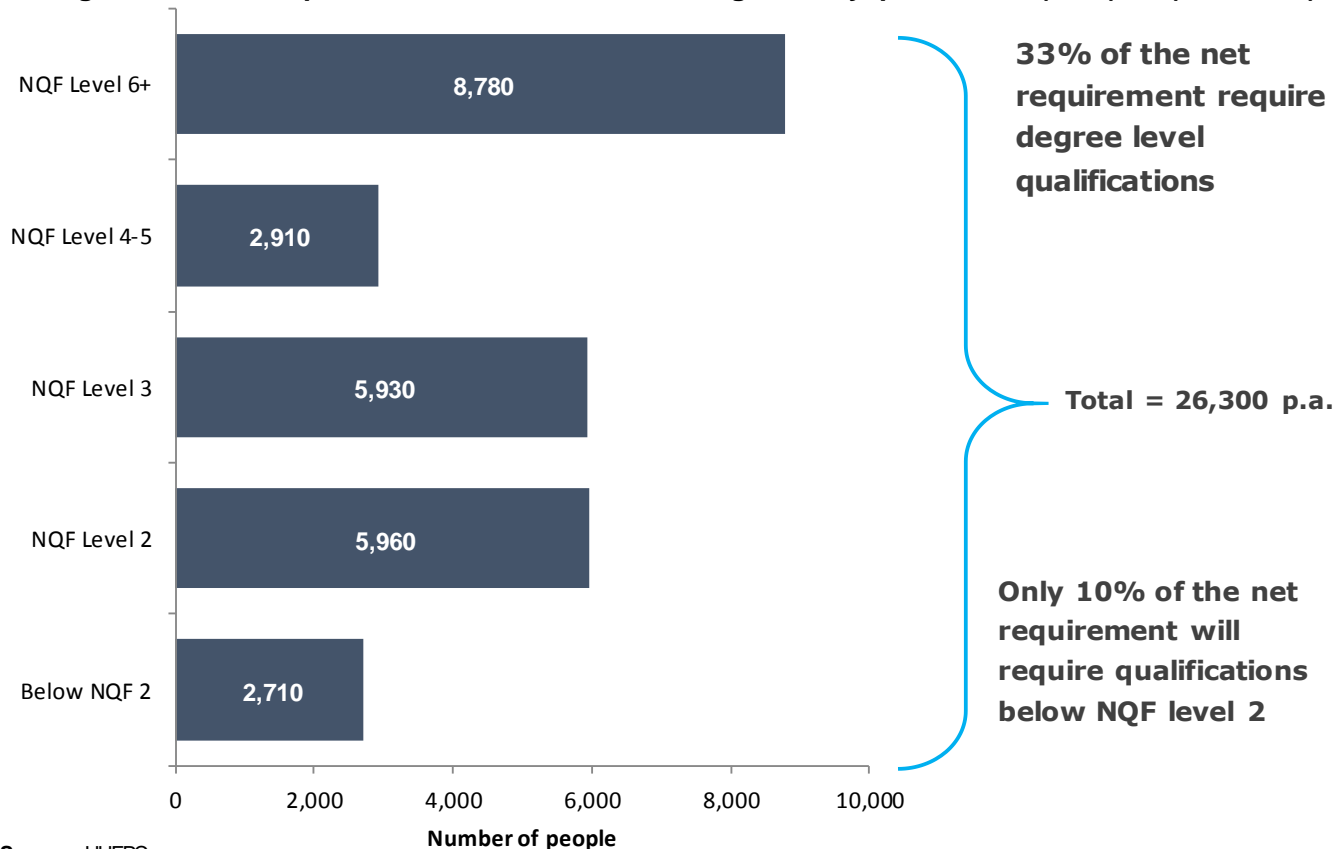 NQF Level 6+
8,780
33% of the net
requirement require
degree level
qualifications
NQF Level 4-5
2,910
NQF Level 3
5,930
Total = 26,300 p.a.
NQF Level 2
5,960
Only 10% of the net
requirement will
require qualifications
below NQF level 2
Below NQF 2
2,710
0 2,000 4,000 6,000 8,000 10,000
Number of people